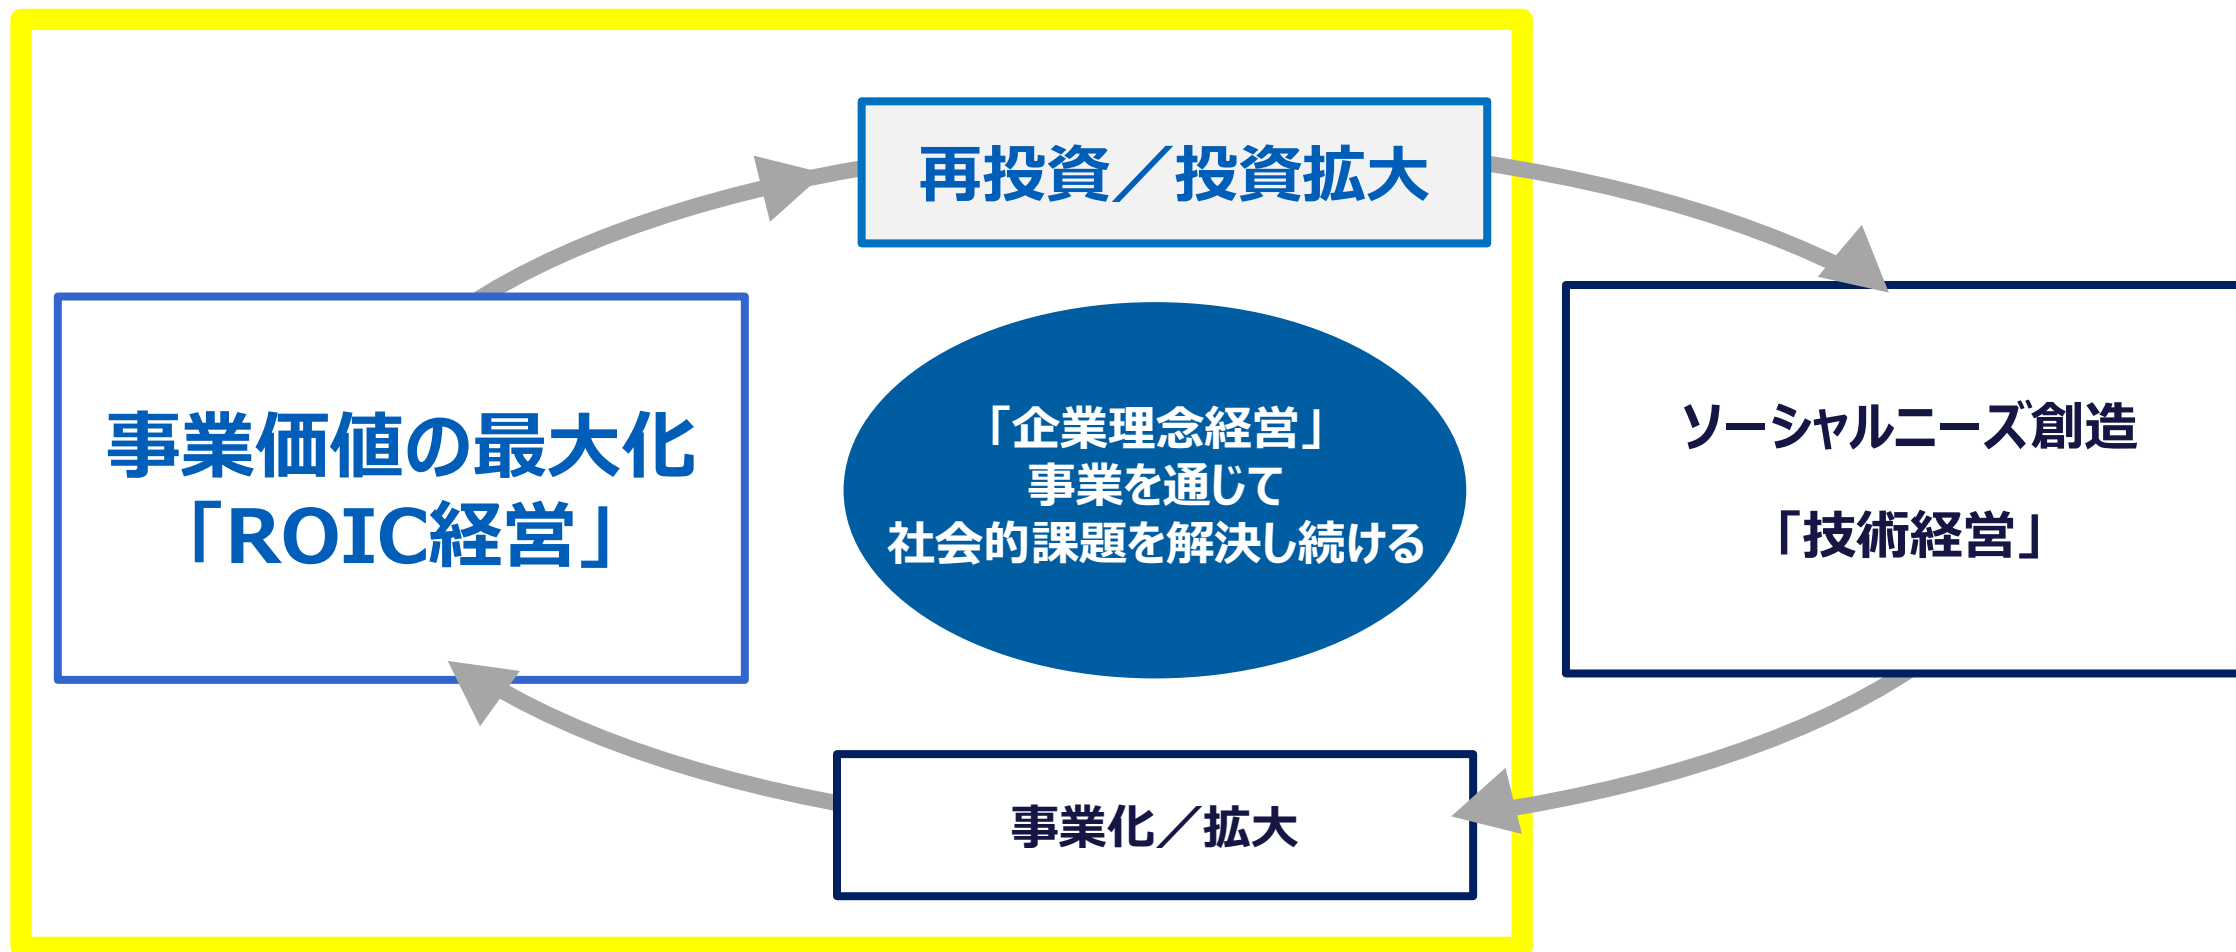 再投資／投資拡大
事業価値の最大化
「ROIC経営」
「企業理念経営」
事業を通じて
社会的課題を解決し続ける
ソーシャルニーズ創造
「技術経営」
事業化／拡大